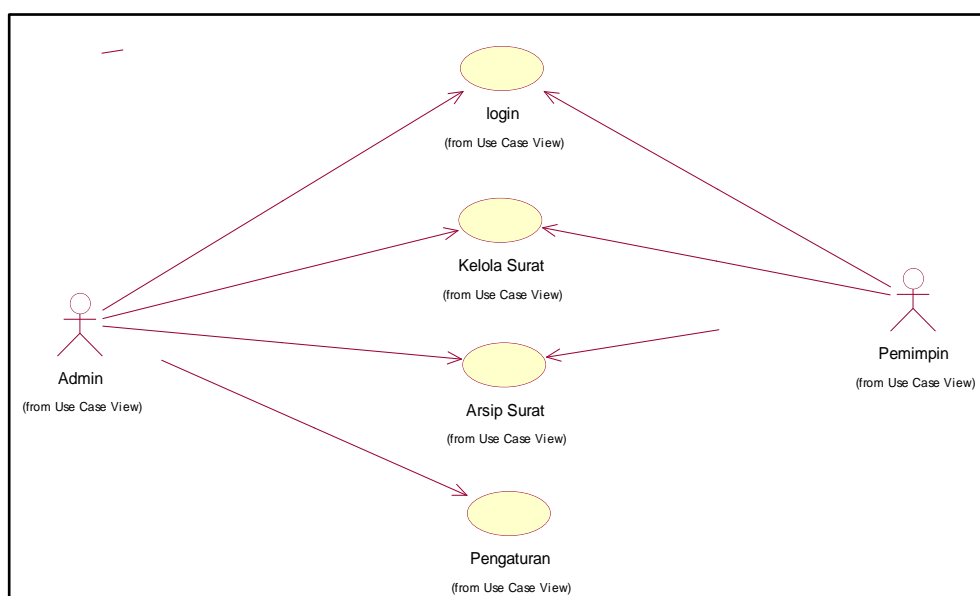 login
(from Use Case View)
Kelola Surat
(from Use Case View)
Admin
(from Use Case View)
Pemimpin
(from Use Case View)
Arsip Surat
(from Use Case View)
Pengaturan
(from Use Case View)